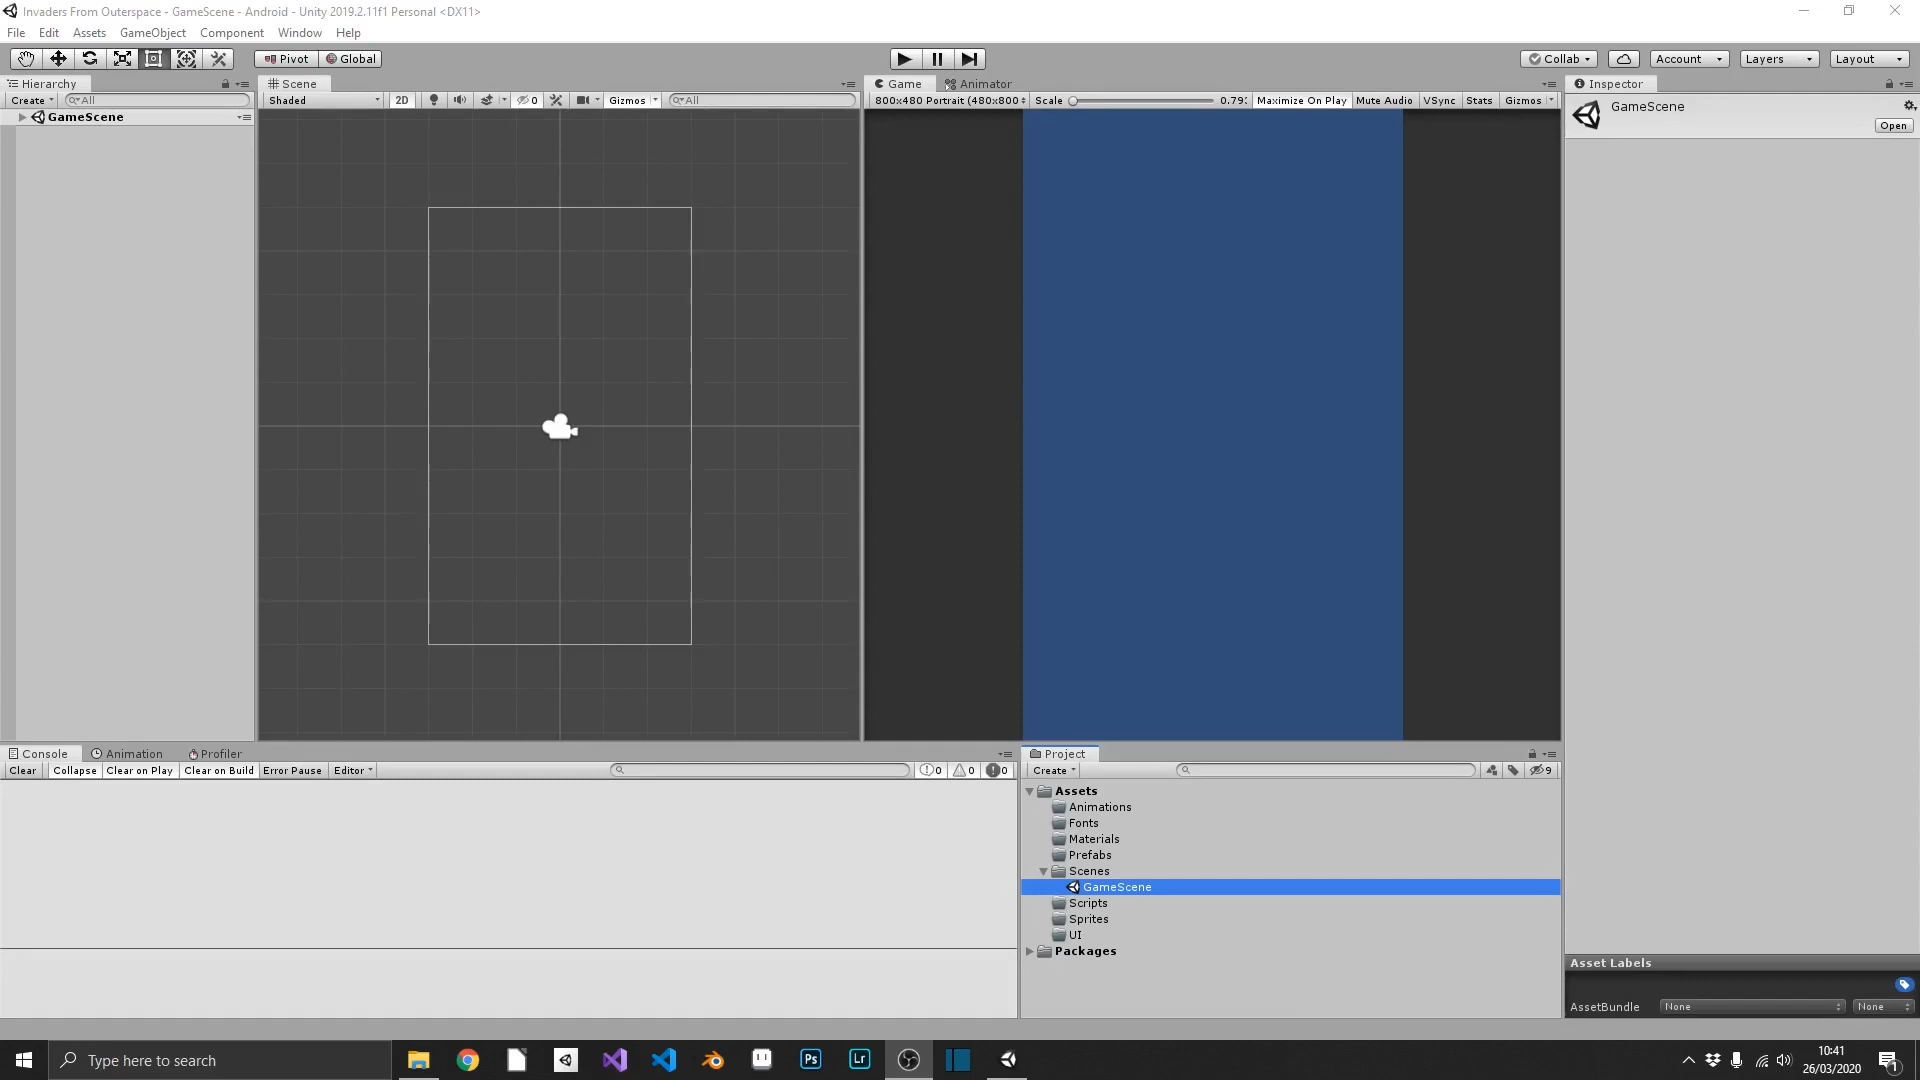 Invaders From Outerspace - GameScene - Android - Unity 2019.2.11f1 Personal <DX11>
File Edit Assets GameObject Component Window Help
Pivot Global Collab Account Layers Layout
Hierarchy Scene Game Animator Inspector
Create All Shaded 2D 0 Gizmos All 800x480 Portrait (480x800 Scale 0.79: Maximize On Play Mute Audio VSync Stats Gizmos
GameScene
GameScene
Open
Console Animation Profiler Project
Clear Collapse Clear on Play Clear on Build Error Pause Editor 0 0 0 Create 9
Assets
Animations
Fonts
Materials
Prefabs
Scenes
GameScene
Scripts
Sprites
UI
Packages
Asset Labels
AssetBundle None None
Type here to search
Ps
Lr
10:41
26/03/2020
1